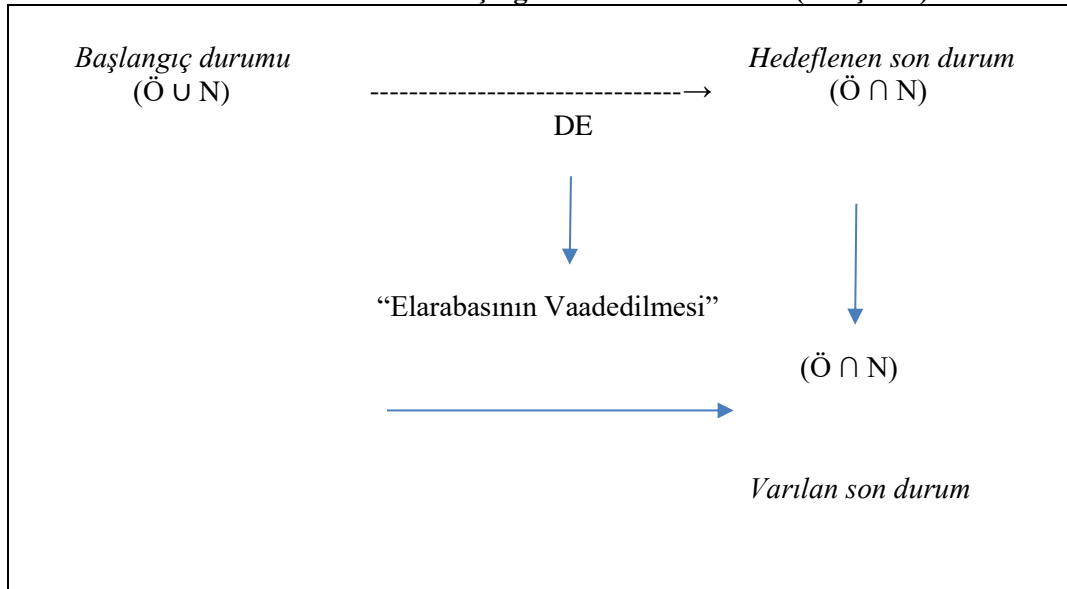 Başlangıç durumu
Hedeflenen son durum
(Ö ∪ N)
--------------------------------→
(Ö ∩ N)
DE
“Elarabasının Vaadedilmesi”
(Ö ∩ N)
Varılan son durum